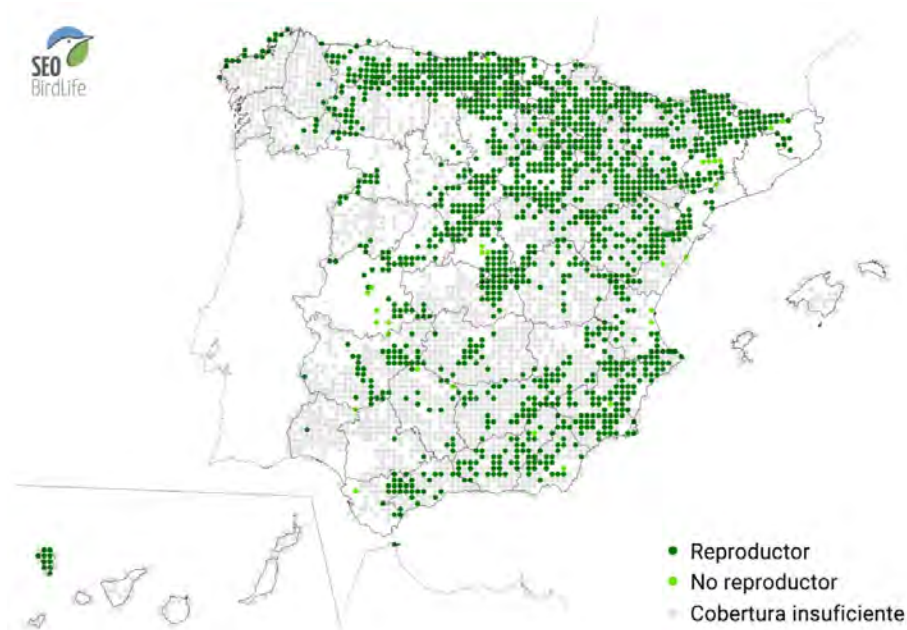 SEO
BirdLife
Reproductor
No reproductor
Cobertura insuficiente